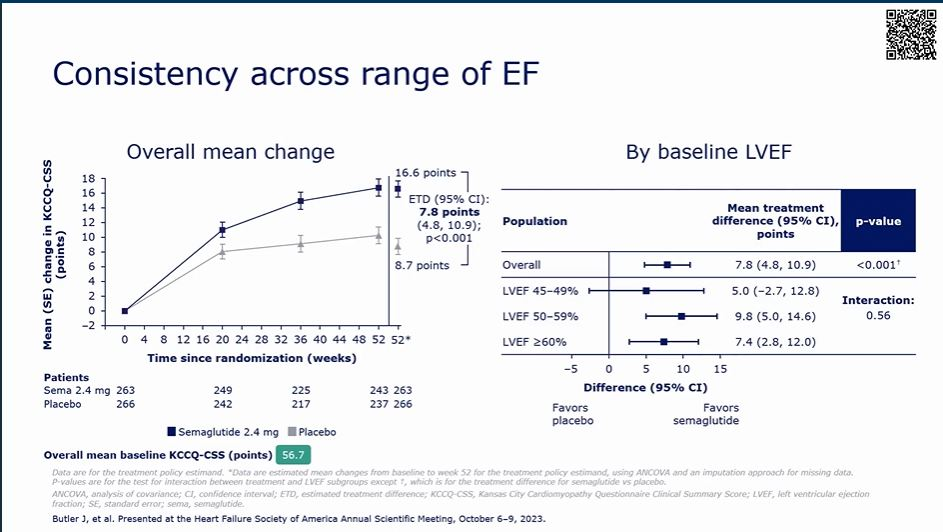 Consistency across range of EF
Overall mean change
Mean (SE) change in KCCQ-CSS
(points)
18
16
14
12
10
8
6
4
2
0
−2
0 4 8 12 16 20 24 28 32 36 40 44 48 52 52*
Time since randomization (weeks)
16.6 points
ETD (95% CI):
7.8 points
(4.8, 10.9);
p<0.001
8.7 points
Patients
Sema 2.4 mg 263 249 225 243 263
Placebo 266 242 217 237 266
Semaglutide 2.4 mg Placebo
Overall mean baseline KCCQ-CSS (points) 56.7
By baseline LVEF
Population Mean treatment difference (95% CI), points p-value
Overall 7.8 (4.8, 10.9) <0.001†
LVEF 45–49% 5.0 (−2.7, 12.8)
Interaction:
0.56
LVEF 50–59% 9.8 (5.0, 14.6)
LVEF ≥60% 7.4 (2.8, 12.0)
−5 0 5 10 15
Difference (95% CI)
Favors placebo
Favors semaglutide
Data are for the treatment policy estimand. *Data are estimated mean changes from baseline to week 52 for the treatment policy estimand, using ANCOVA and an imputation approach for missing data.
P-values are for the test for interaction between treatment and LVEF subgroups except †, which is for the treatment difference for semaglutide vs placebo.
ANCOVA, analysis of covariance; CI, confidence interval; ETD, estimated treatment difference; KCCQ-CSS, Kansas City Cardiomyopathy Questionnaire Clinical Summary Score; LVEF, left ventricular ejection
fraction; SE, standard error; sema, semaglutide.
Butler J, et al. Presented at the Heart Failure Society of America Annual Scientific Meeting, October 6–9, 2023.